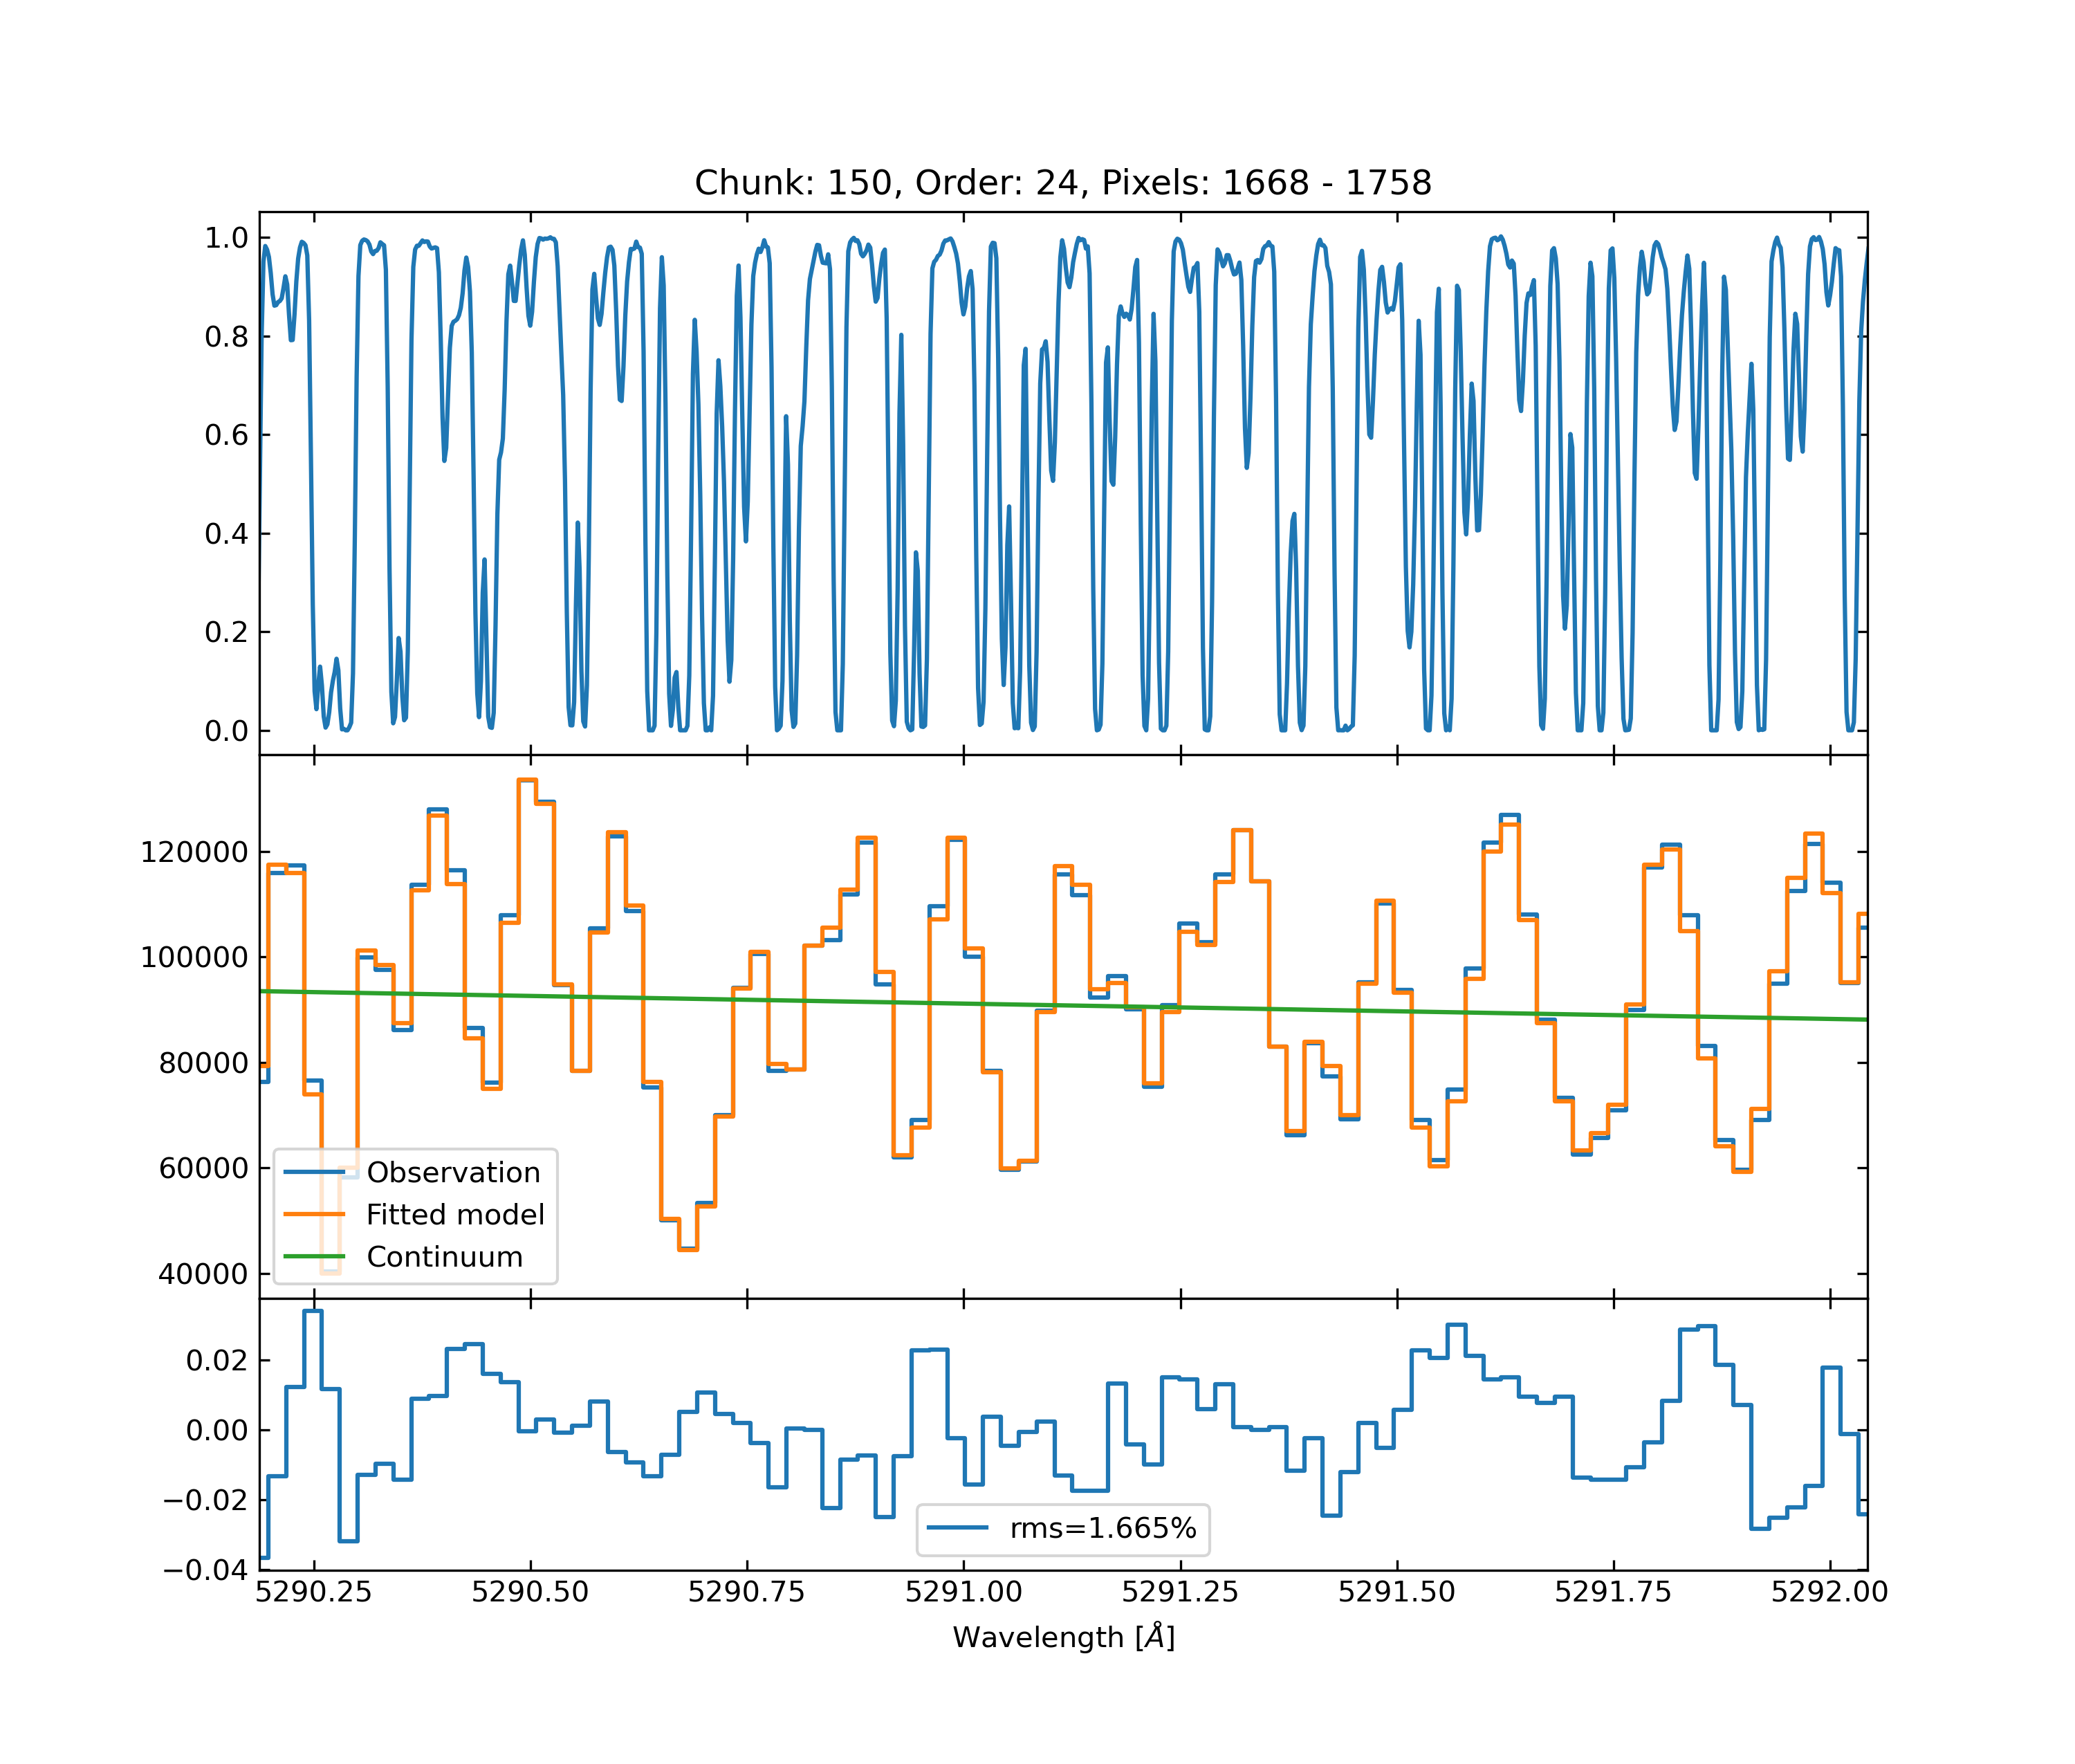 Chunk: 150, Order: 24, Pixels: 1668 - 1758
1.0
0.8
0.6
0.4
0.2
0.0
120000
100000
80000
60000
40000
Observation
Fitted model
Continuum
0.02
0.00
−0.02
−0.04
rms=1.665%
5290.25 5290.50 5290.75 5291.00 5291.25 5291.50 5291.75 5292.00
Wavelength [Å]